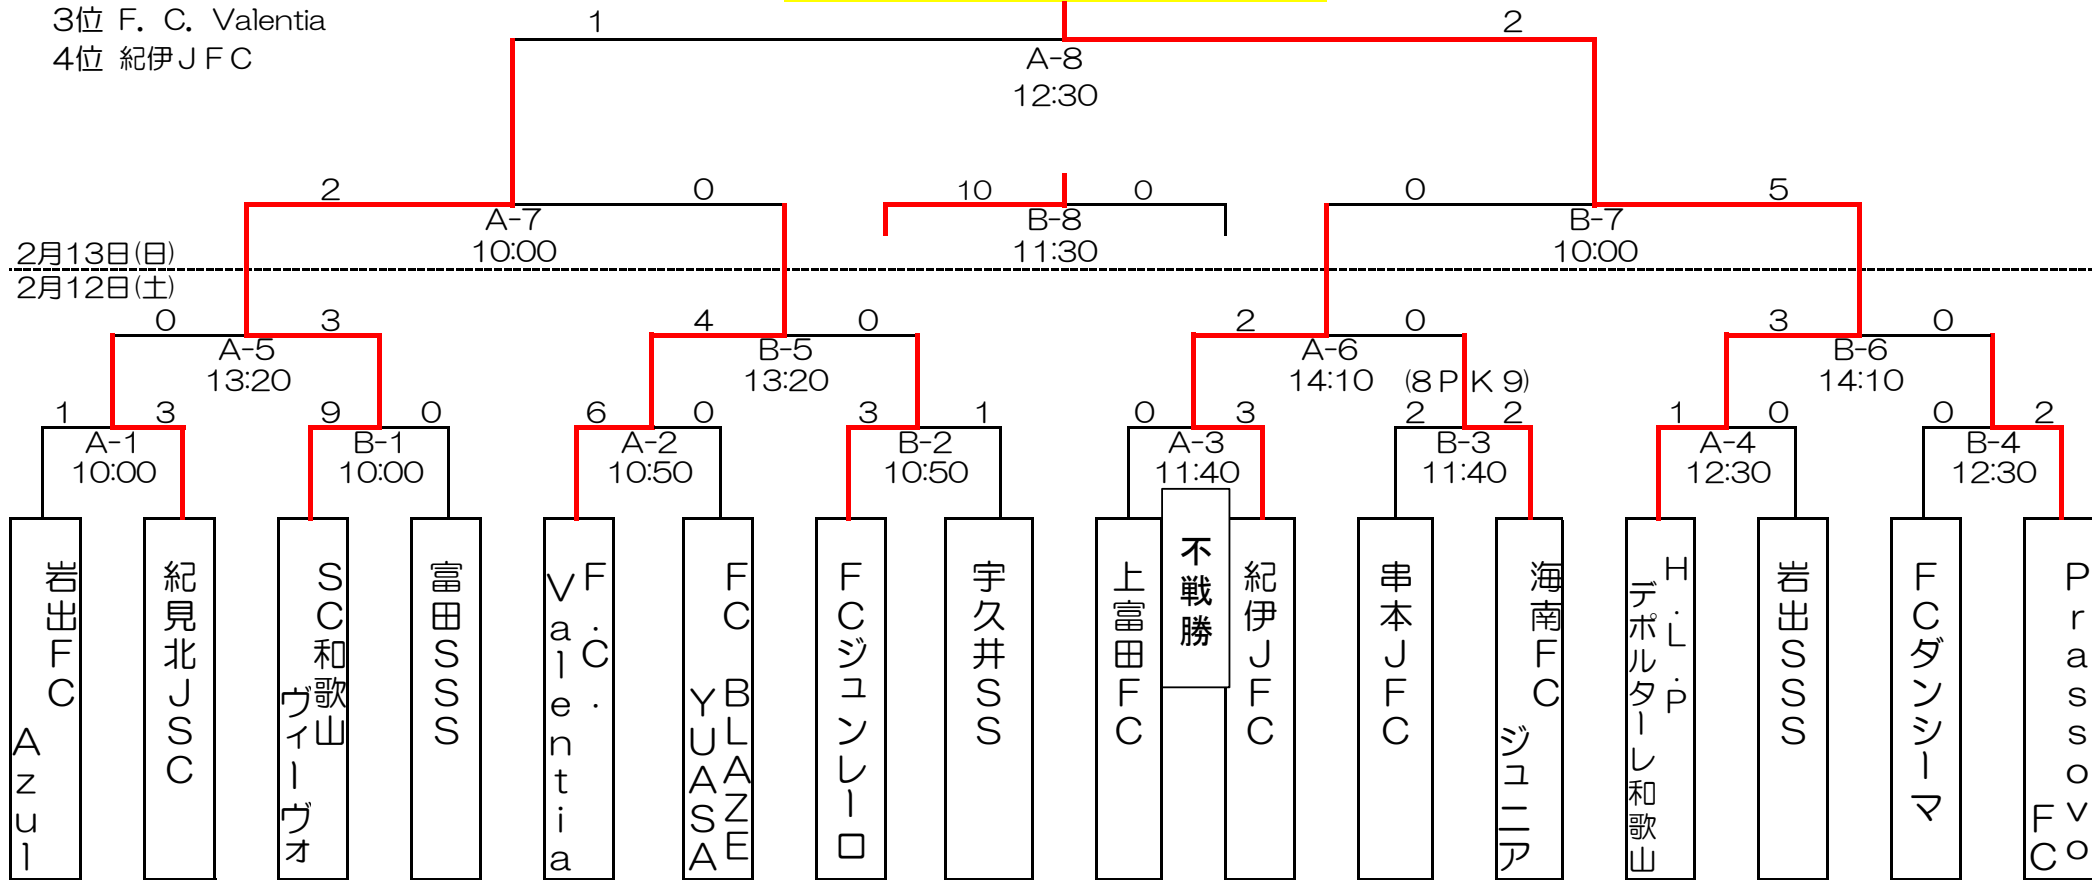 3位 F．C．Valentia
4位 紀伊ＪＦＣ
1 2
A-8
12:30
2 0
A-7
10:00
10 0
B-8
11:30
0 5
B-7
10:00
2月13日(日)
2月12日(土)
0 3
A-5
13:20
4 0
B-5
13:20
2 0
A-6
14:10
3 0
B-6
14:10
1 3
A-1
10:00
9 0
B-1
10:00
6 0
A-2
10:50
3 1
B-2
10:50
0 3
A-3
11:40
(8ＰＫ9)
2 2
B-3
11:40
1 0
A-4
12:30
0 2
B-4
12:30
岩出ＦＣ
Ａｚｕｌ
紀見北ＪＳＣ
ＳＣ和歌山
ヴィーヴォ
富田ＳＳＳ
Ｆ．Ｃ．
Ｖａｌｅｎｔｉａ
ＦＣ ＢＬＡＺＥ
ＹＵＡＳＡ
ＦＣジュンレーロ
宇久井ＳＳ
上富田ＦＣ
不戦勝
紀伊ＪＦＣ
串本ＪＦＣ
海南ＦＣ
ジュニア
Ｈ．Ｌ．Ｐ
デポルターレ和歌山
岩出ＳＳＳ
ＦＣダンシーマ
Ｐｒａｓｓｏｖｏ
ＦＣ